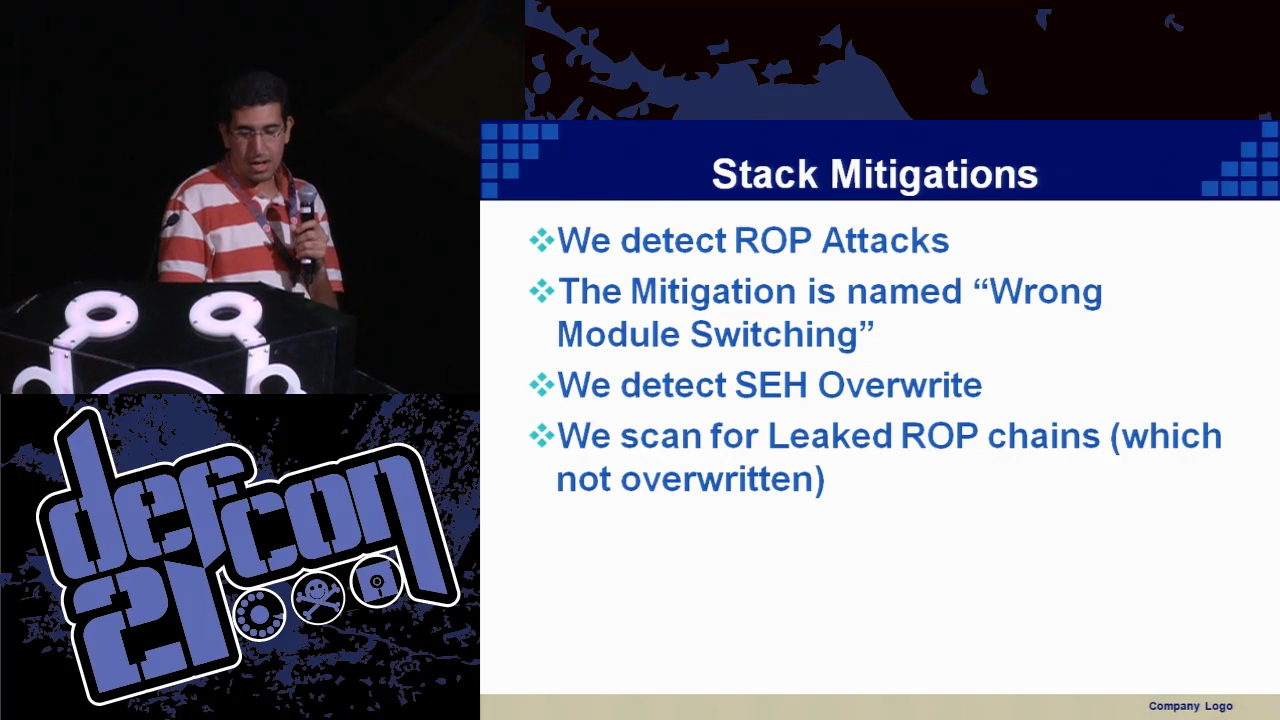 Stack Mitigations
We detect ROP Attacks
The Mitigation is named “Wrong
Module Switching”
We detect SEH Overwrite
We scan for Leaked ROP chains (which
not overwritten)
Company Logo
defcon
21